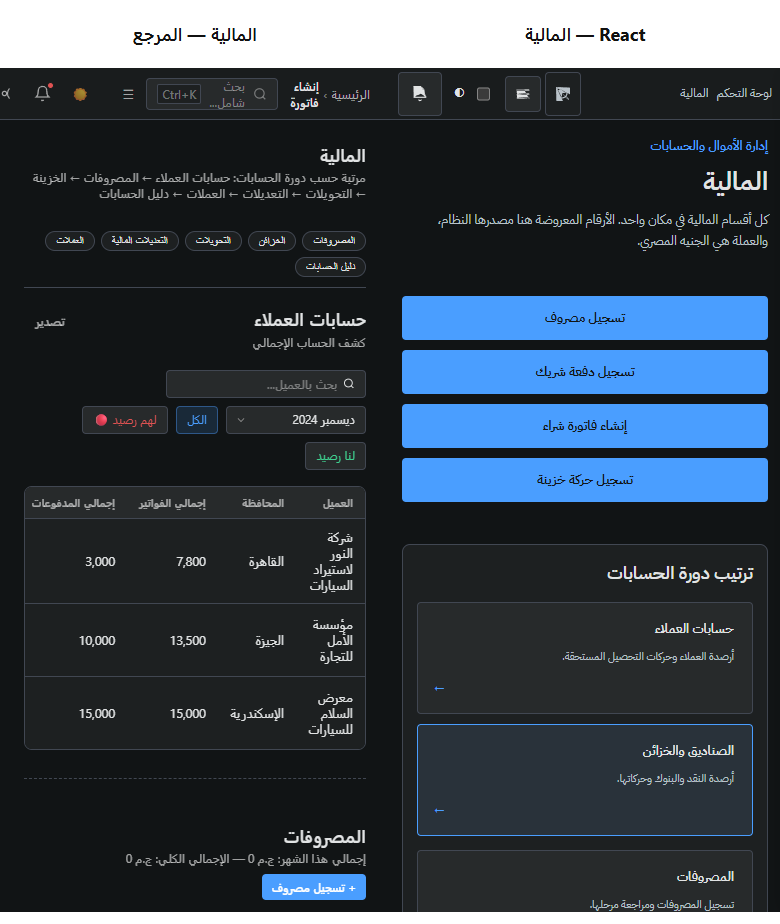 React — المالية
لوحة التحكم المالية
إدارة الأموال والحسابات
المالية
كل أقسام المالية في مكان واحد. الأرقام المعروضة هنا مصدرها النظام،
والعملة هي الجنيه المصري.
تسجيل مصروف
تسجيل دفعة شريك
إنشاء فاتورة شراء
تسجيل حركة خزينة
ترتيب دورة الحسابات
حسابات العملاء
أرصدة العملاء وحركات التحصيل المستحقة.
←
الصناديق والخزائن
أرصدة النقد والبنوك وحركاتها.
←
المصروفات
تسجيل المصروفات ومراجعة مرحلها.
المالية — المرجع
الرئيسية › إنشاء
فاتورة
بحث
شامل...
Ctrl+K
المالية
مرتبة حسب دورة الحسابات: حسابات العملاء ← المصروفات ← الخزينة
← التحويلات ← التعديلات ← العملات ← دليل الحسابات
المصروفات الخزائن التحويلات التعديلات المالية العملات
دليل الحسابات
حسابات العملاء تصدير
كشف الحساب الإجمالي
بحث بالعميل...
ديسمبر 2024 الكل لهم رصيد
لنا رصيد
العميل المحافظة إجمالي الفواتير إجمالي المدفوعات
شركة
النور
لاستيراد
السيارات
القاهرة 7,800 3,000
مؤسسة
الأمل
للتجارة
الجيزة 13,500 10,000
معرض
السلام
للسيارات
الإسكندرية 15,000 15,000
المصروفات
إجمالي هذا الشهر: ج.م 0 — الإجمالي الكلي: ج.م 0
+ تسجيل مصروف